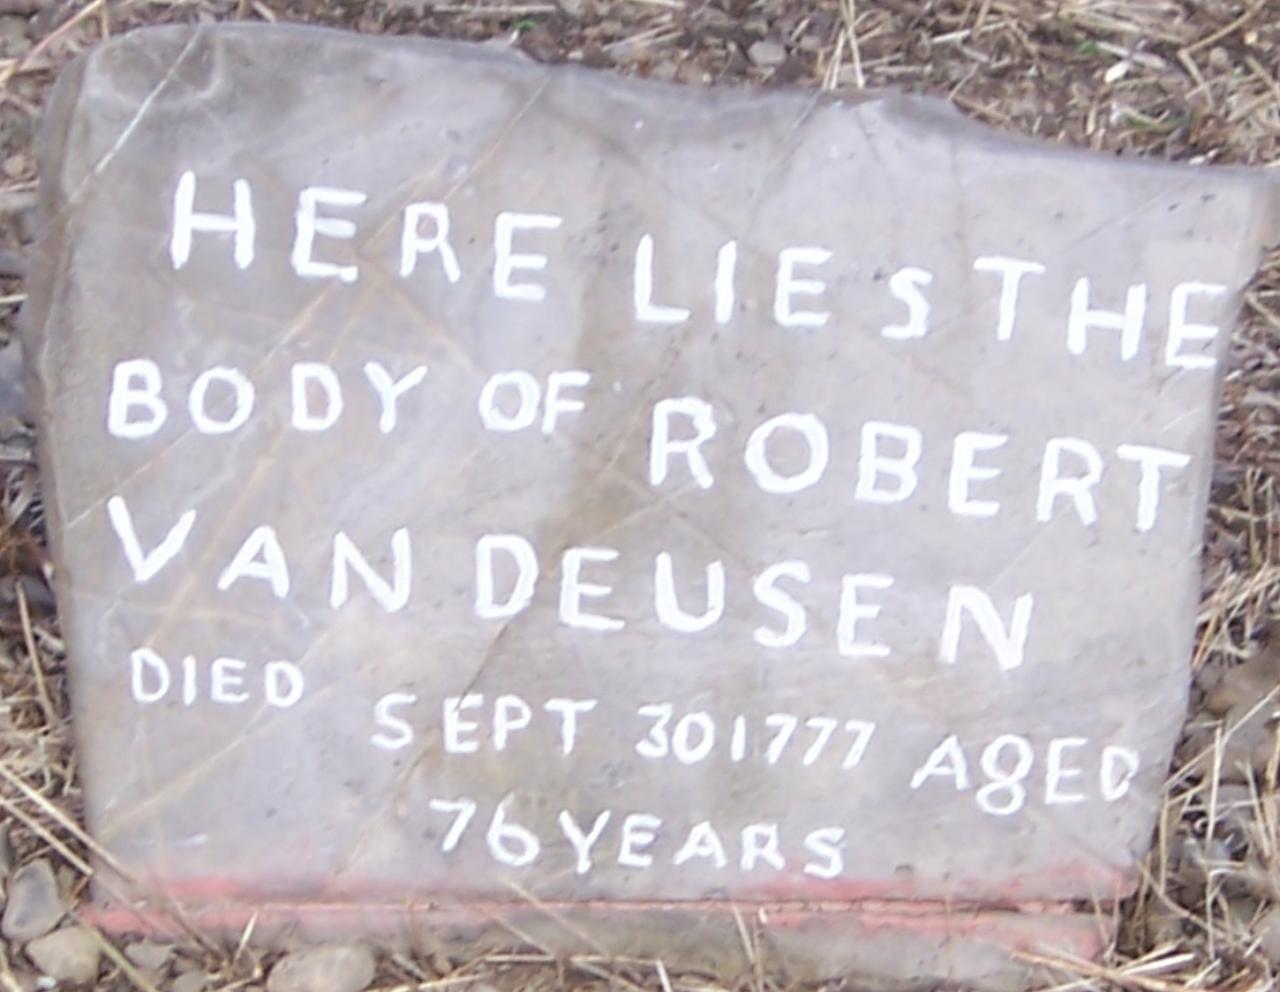 HERE LIES THE
BODY OF ROBERT
VAN DEUSEN
DIED SEPT 30 1777 AGED
76 YEARS